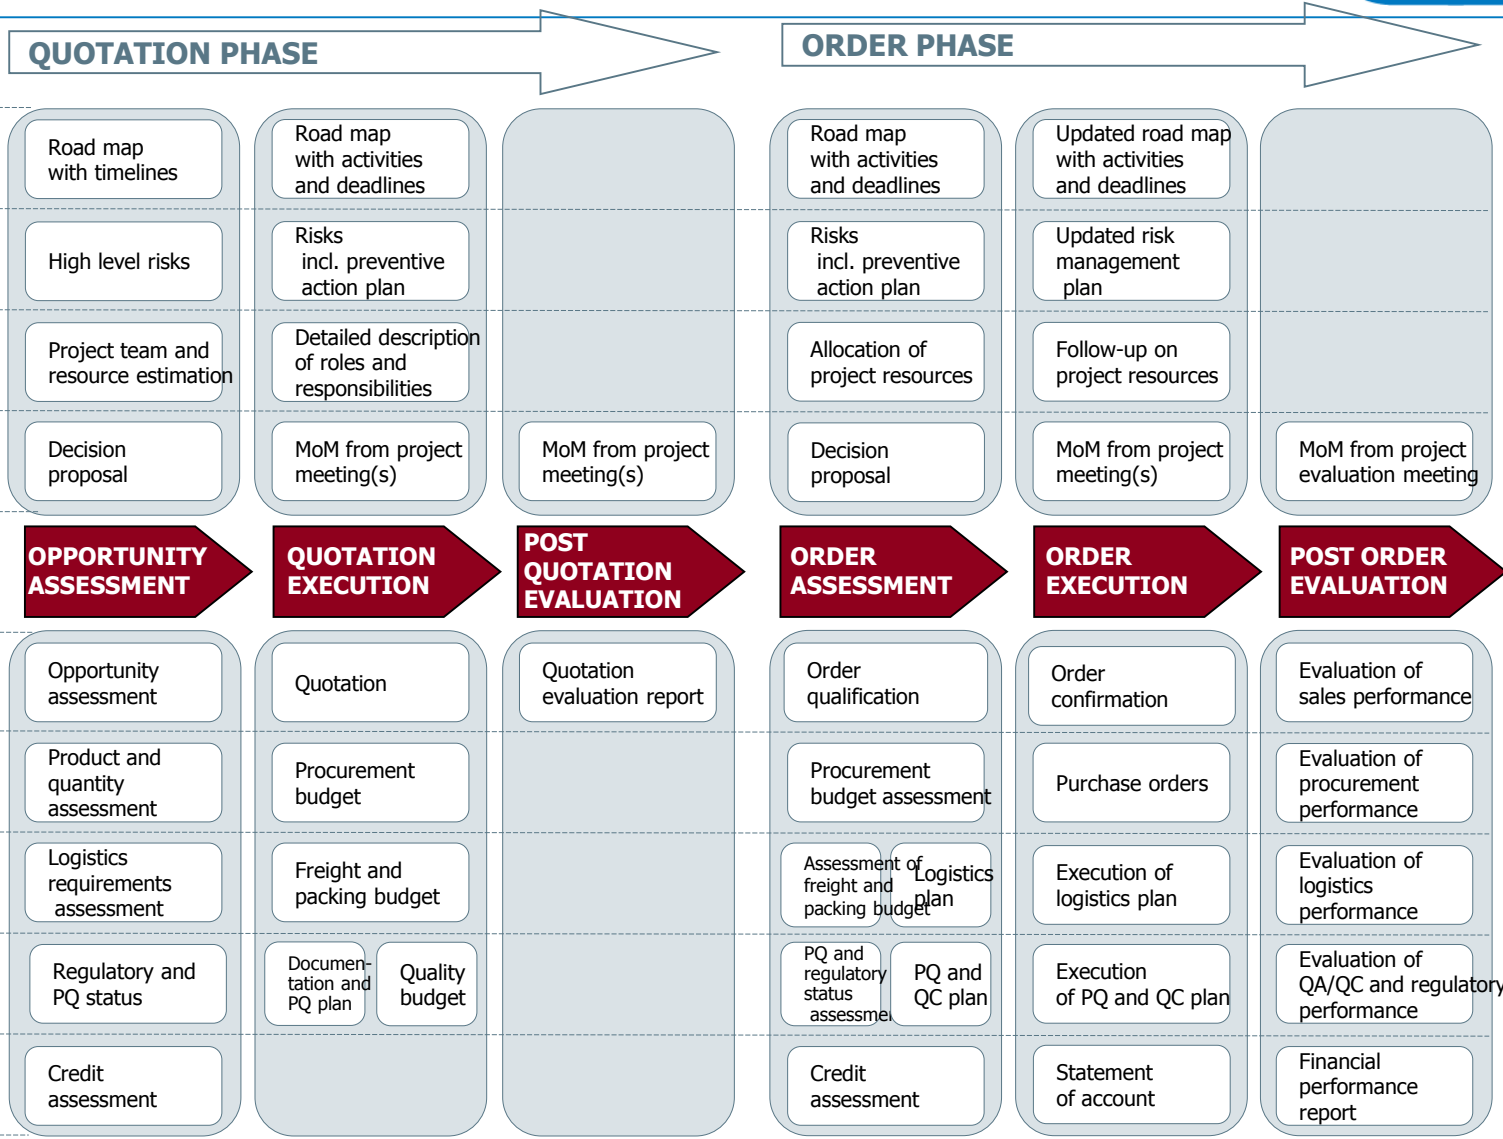 QUOTATION PHASE
ORDER PHASE
Road map
with timelines
Road map
with activities
and deadlines
Road map
with activities
and deadlines
Updated road map
with activities
and deadlines
High level risks
Risks
incl. preventive
action plan
Risks
incl. preventive
action plan
Updated risk
management
plan
Project team and
resource estimation
Detailed description
of roles and
responsibilities
Allocation of
project resources
Follow-up on
project resources
Decision
proposal
MoM from project
meeting(s)
MoM from project
meeting(s)
Decision
proposal
MoM from project
meeting(s)
MoM from project
evaluation meeting
OPPORTUNITY
ASSESSMENT
QUOTATION
EXECUTION
POST
QUOTATION
EVALUATION
ORDER
ASSESSMENT
ORDER
EXECUTION
POST ORDER
EVALUATION
Opportunity
assessment
Quotation
Quotation
evaluation report
Order
qualification
Order
confirmation
Evaluation of
sales performance
Product and
quantity
assessment
Procurement
budget
Procurement
budget assessment
Purchase orders
Evaluation of
procurement
performance
Logistics
requirements
assessment
Freight and
packing budget
Assessment of
freight and
packing budget
Logistics
plan
Execution of
logistics plan
Evaluation of
logistics
performance
Regulatory and
PQ status
Documen-
tation and
PQ plan
Quality
budget
PQ and
regulatory
status
assessmen
PQ and
QC plan
Execution
of PQ and QC plan
Evaluation of
QA/QC and regulatory
performance
Credit
assessment
Credit
assessment
Statement
of account
Financial
performance
report